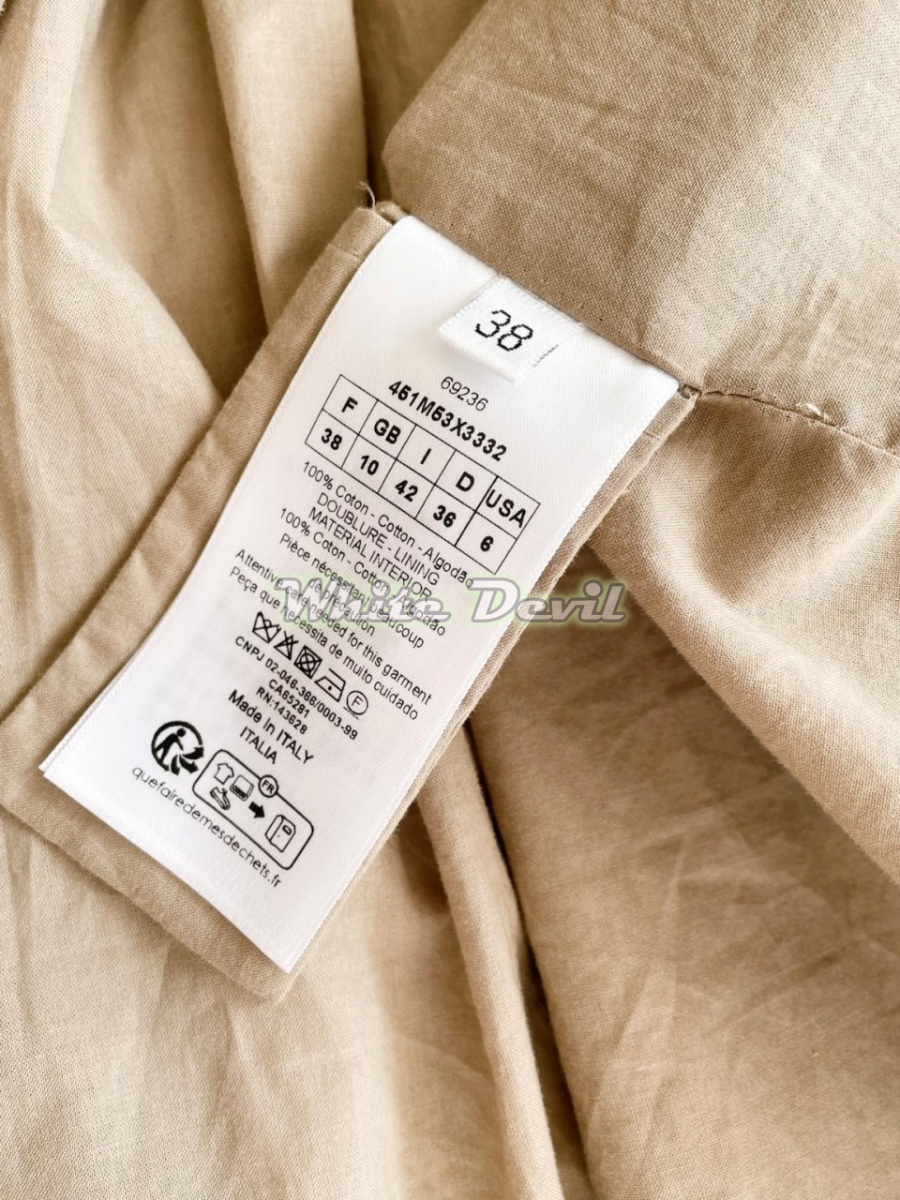 38
69236
451M53X3332
F GB I D USA
38 10 42 36 6
100% Coton - Cotton - Algodão
DOUBLURE - LINING
MATERIAL INTERIOR
100% Coton - Cotton - Algodão
Pièce nécessitant beaucoup
de précaution
Attentive care needed for this garment
Peça que necessita de muito cuidado
F
CNPJ 02-046-366/0003-99
CA65281
RN:143628
Made In ITALY
ITALIA
FR
quefairedemesdechets.fr
White Devil